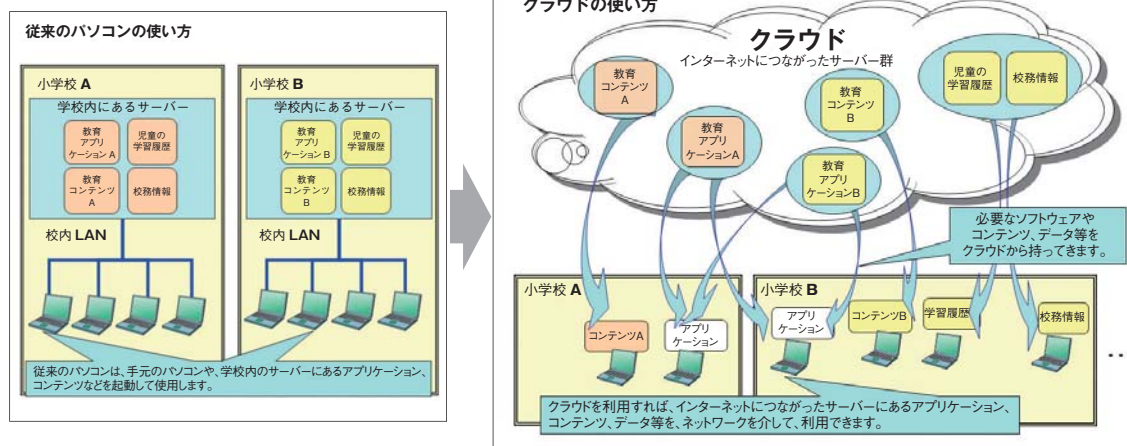 従来のパソコンの使い方
小学校 A
学校内にあるサーバー
教育
アプリ
ケーション A
児童の
学習履歴
教育
コンテンツ
A
校務情報
校内 LAN
小学校 B
学校内にあるサーバー
教育
アプリ
ケーション B
児童の
学習履歴
教育
コンテンツ
B
校務情報
校内 LAN
従来のパソコンは、手元のパソコンや、学校内のサーバーにあるアプリケーション、
コンテンツなどを起動して使用します。
クラウドの使い方
クラウド
インターネットにつながったサーバー群
教育
コンテンツ
A
教育
アプリ
ケーションA
教育
コンテンツ
B
教育
アプリ
ケーションB
児童の
学習履歴
校務情報
必要なソフトウェアや
コンテンツ、データ等を
クラウドから持ってきます。
小学校 A
コンテンツA
アプリ
ケーション
小学校 B
アプリ
ケーション
コンテンツB
学習履歴
校務情報
‥
クラウドを利用すれば、インターネットにつながったサーバーにあるアプリケーション、
コンテンツ、データ等を、ネットワークを介して、利用できます。